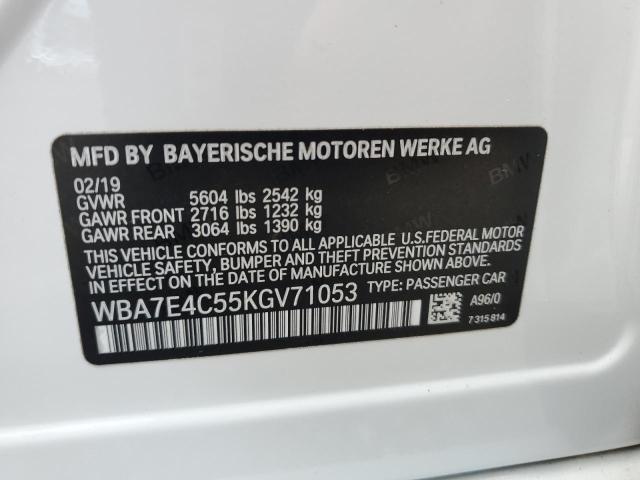 MFD BY BAYERISCHE MOTOREN WERKE AG
02/19
GVWR 5604 lbs 2542 kg
GAWR FRONT 2716 lbs 1232 kg
GAWR REAR 3064 lbs 1390 kg
THIS VEHICLE CONFORMS TO ALL APPLICABLE U.S.FEDERAL MOTOR
VEHICLE SAFETY, BUMPER AND THEFT PREVENTION STANDARDS
IN EFFECT ON THE DATE OF MANUFACTURE SHOWN ABOVE.
WBA7E4C55KGV71053 TYPE: PASSENGER CAR
A96/0
7 315 814
BMW